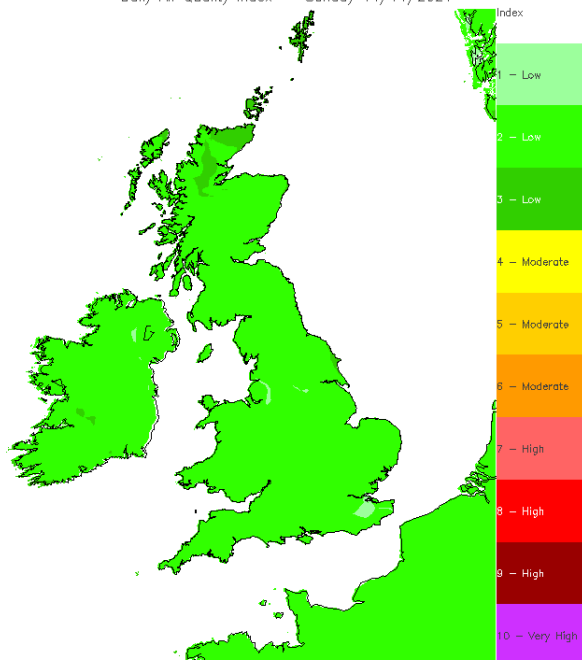 Index
1 - Low
2 - Low
3 - Low
4 - Moderate
5 - Moderate
6 - Moderate
7 - High
8 - High
9 - High
10 - Very High